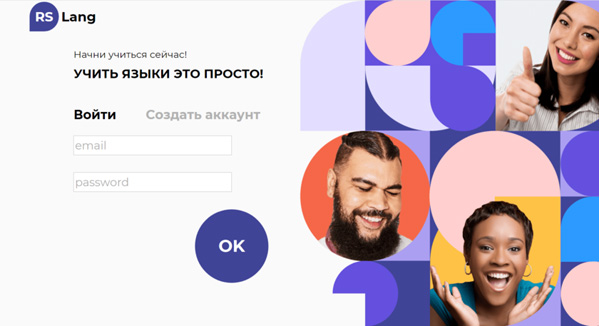 RS Lang
Начни учиться сейчас!
УЧИТЬ ЯЗЫКИ ЭТО ПРОСТО!
Войти Создать аккаунт
email
password
OK